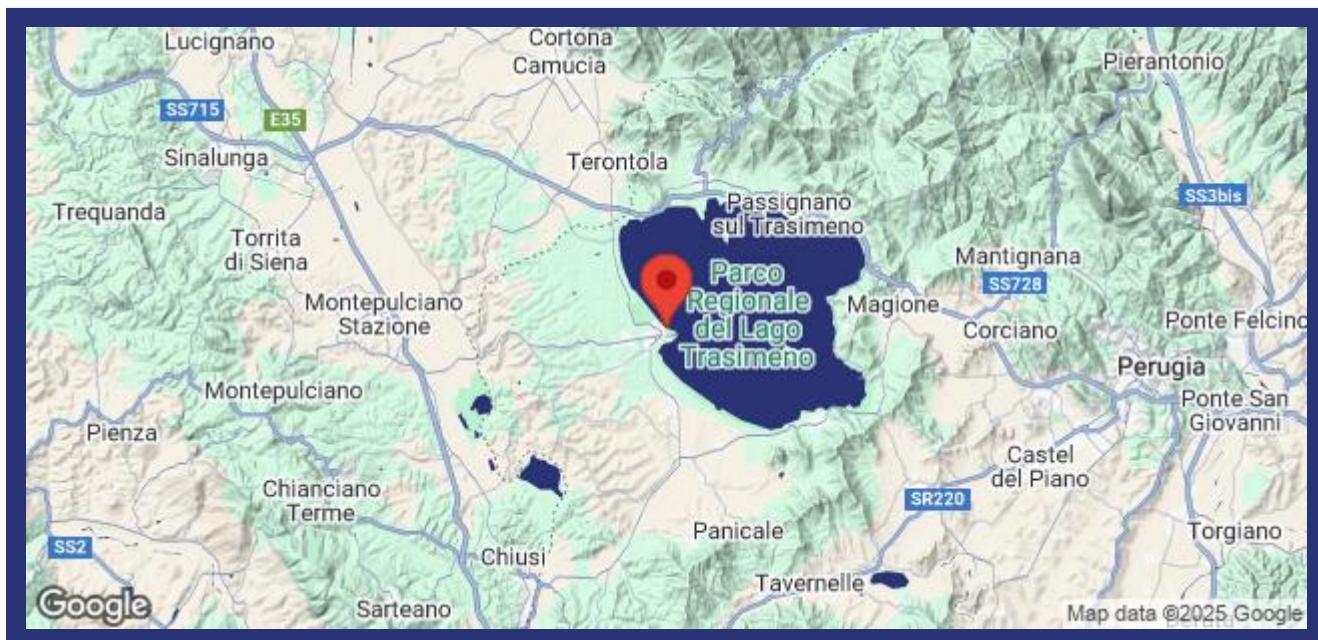 Lucignano
Cortona
Camucia
Pierantonio
SS715
E35
Sinalunga
Terontola
SS3bis
Trequanda
Passignano
sul Trasimeno
Torrita
di Siena
Mantignana
Parco
Regionale
del Lago
Trasimeno
SS728
Montepulciano
Stazione
Magione
Corciano
Ponte Felcino
Perugia
Montepulciano
Ponte San
Giovanni
Pienza
Castel
del Piano
Chianciano
Terme
SR220
Panicale
Torgiano
SS2
Chiusi
Tavernelle
Sarteano
Google
Map data ©2025 Google